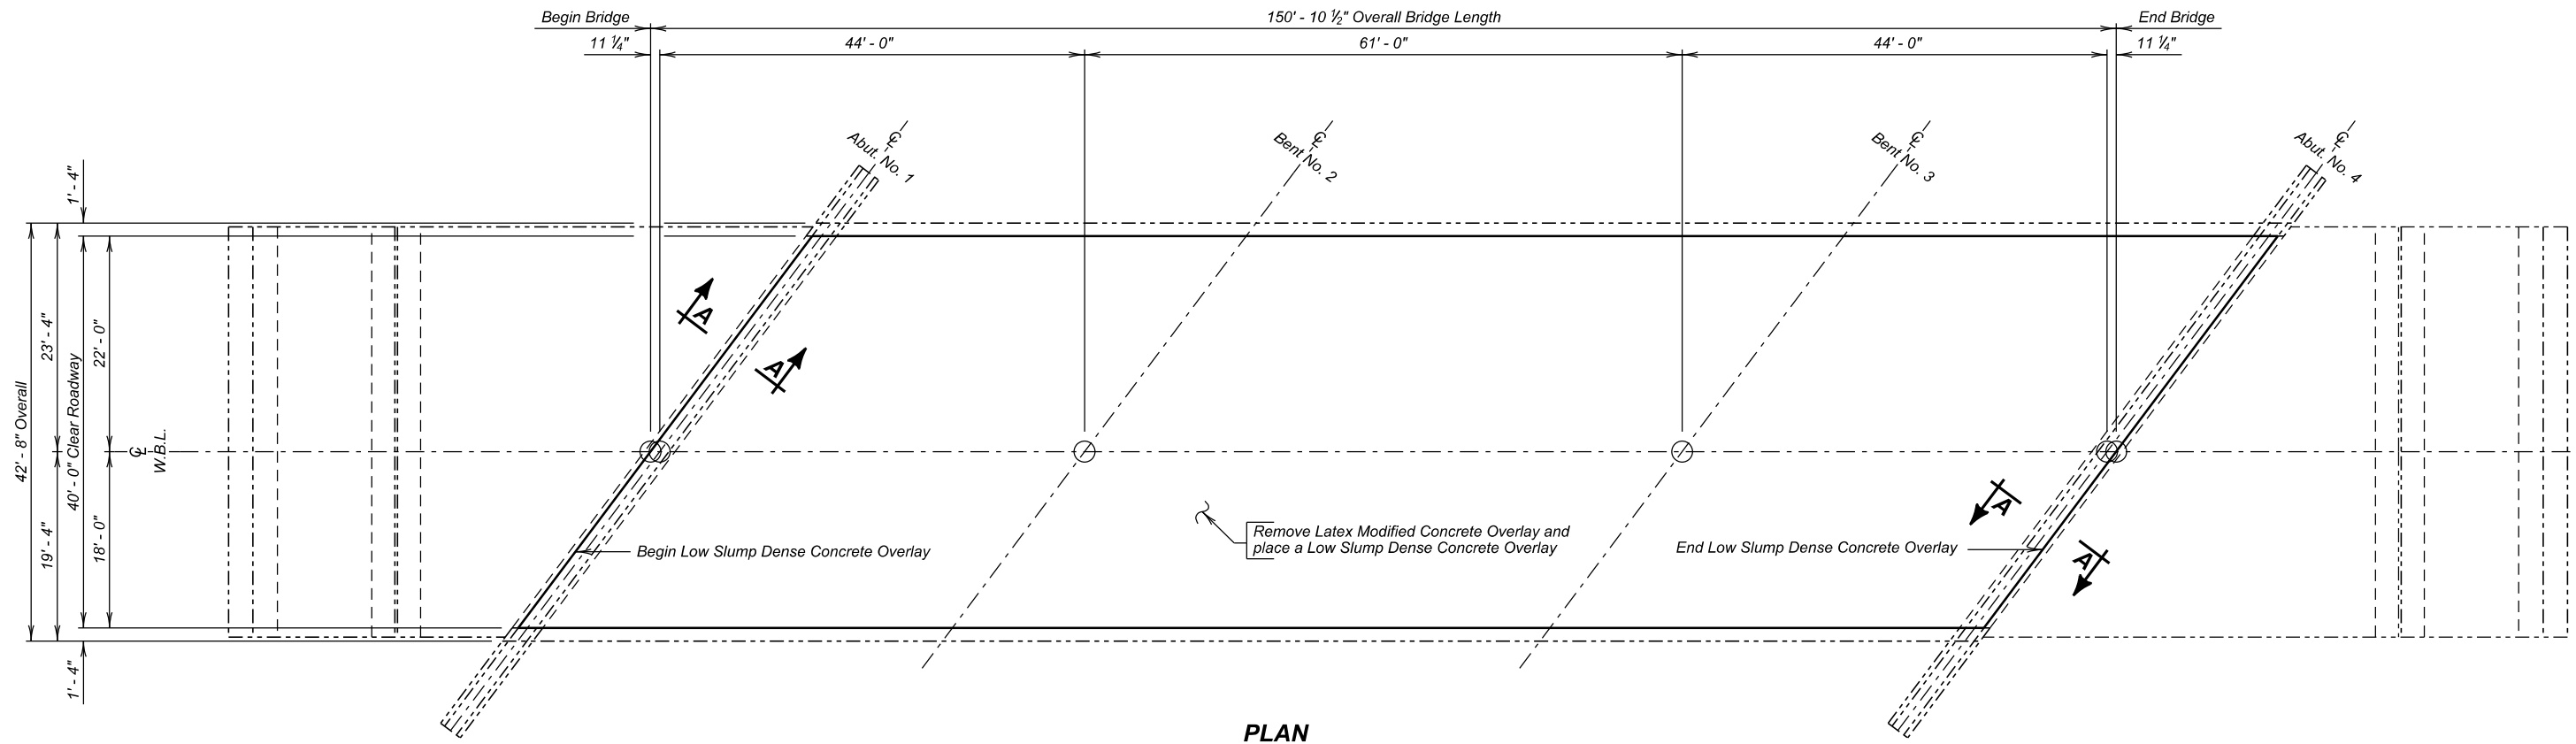 Begin Bridge
150' - 10 ½" Overall Bridge Length
End Bridge
11 ¼"
44' - 0"
61' - 0"
44' - 0"
11 ¼"
℄
Abut. No. 1
℄
Bent No. 2
℄
Bent No. 3
℄
Abut. No. 4
1' - 4"
42' - 8" Overall
23' - 4"
40' - 0" Clear Roadway
22' - 0"
19' - 4"
18' - 0"
1' - 4"
℄
W.B.L.
A
A
A
A
Begin Low Slump Dense Concrete Overlay
Remove Latex Modified Concrete Overlay and
place a Low Slump Dense Concrete Overlay
End Low Slump Dense Concrete Overlay
PLAN